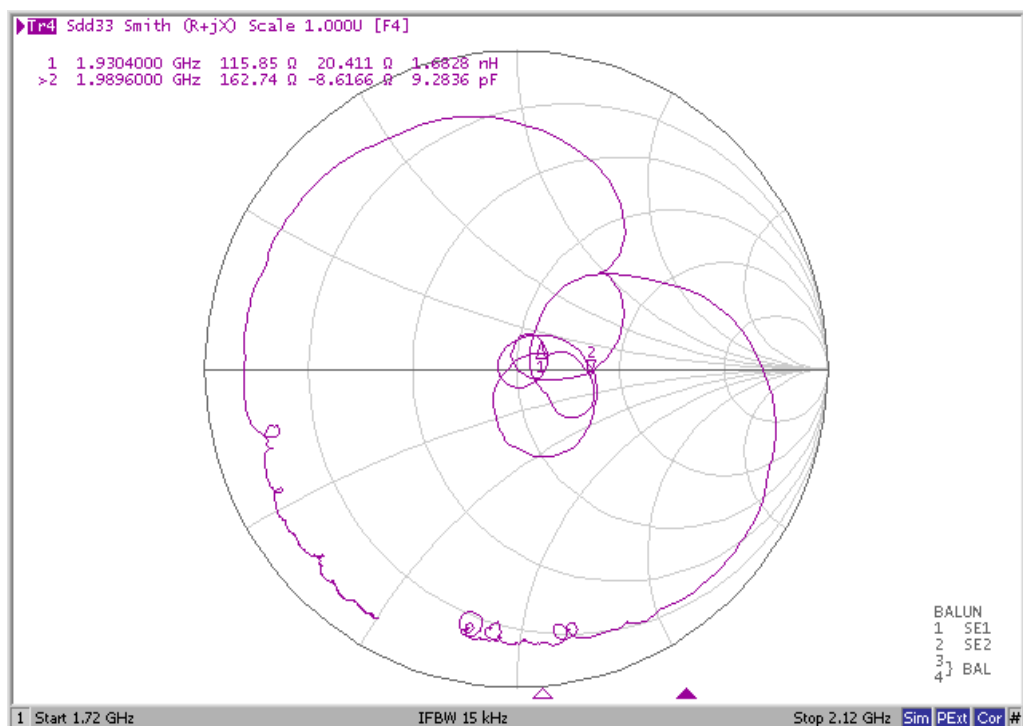 Tr4 Sdd33 Smith (R+jX) Scale 1.000U [F4]
1 1.9304000 GHz 115.85 Ω 20.411 Ω 1.6828 nH
>2 1.9896000 GHz 162.74 Ω -8.6166 Ω 9.2836 pF
2
1
BALUN
1 SE1
2 SE2
3
4} BAL
1 Start 1.72 GHz IFBW 15 kHz Stop 2.12 GHz Sim PExt Cor #